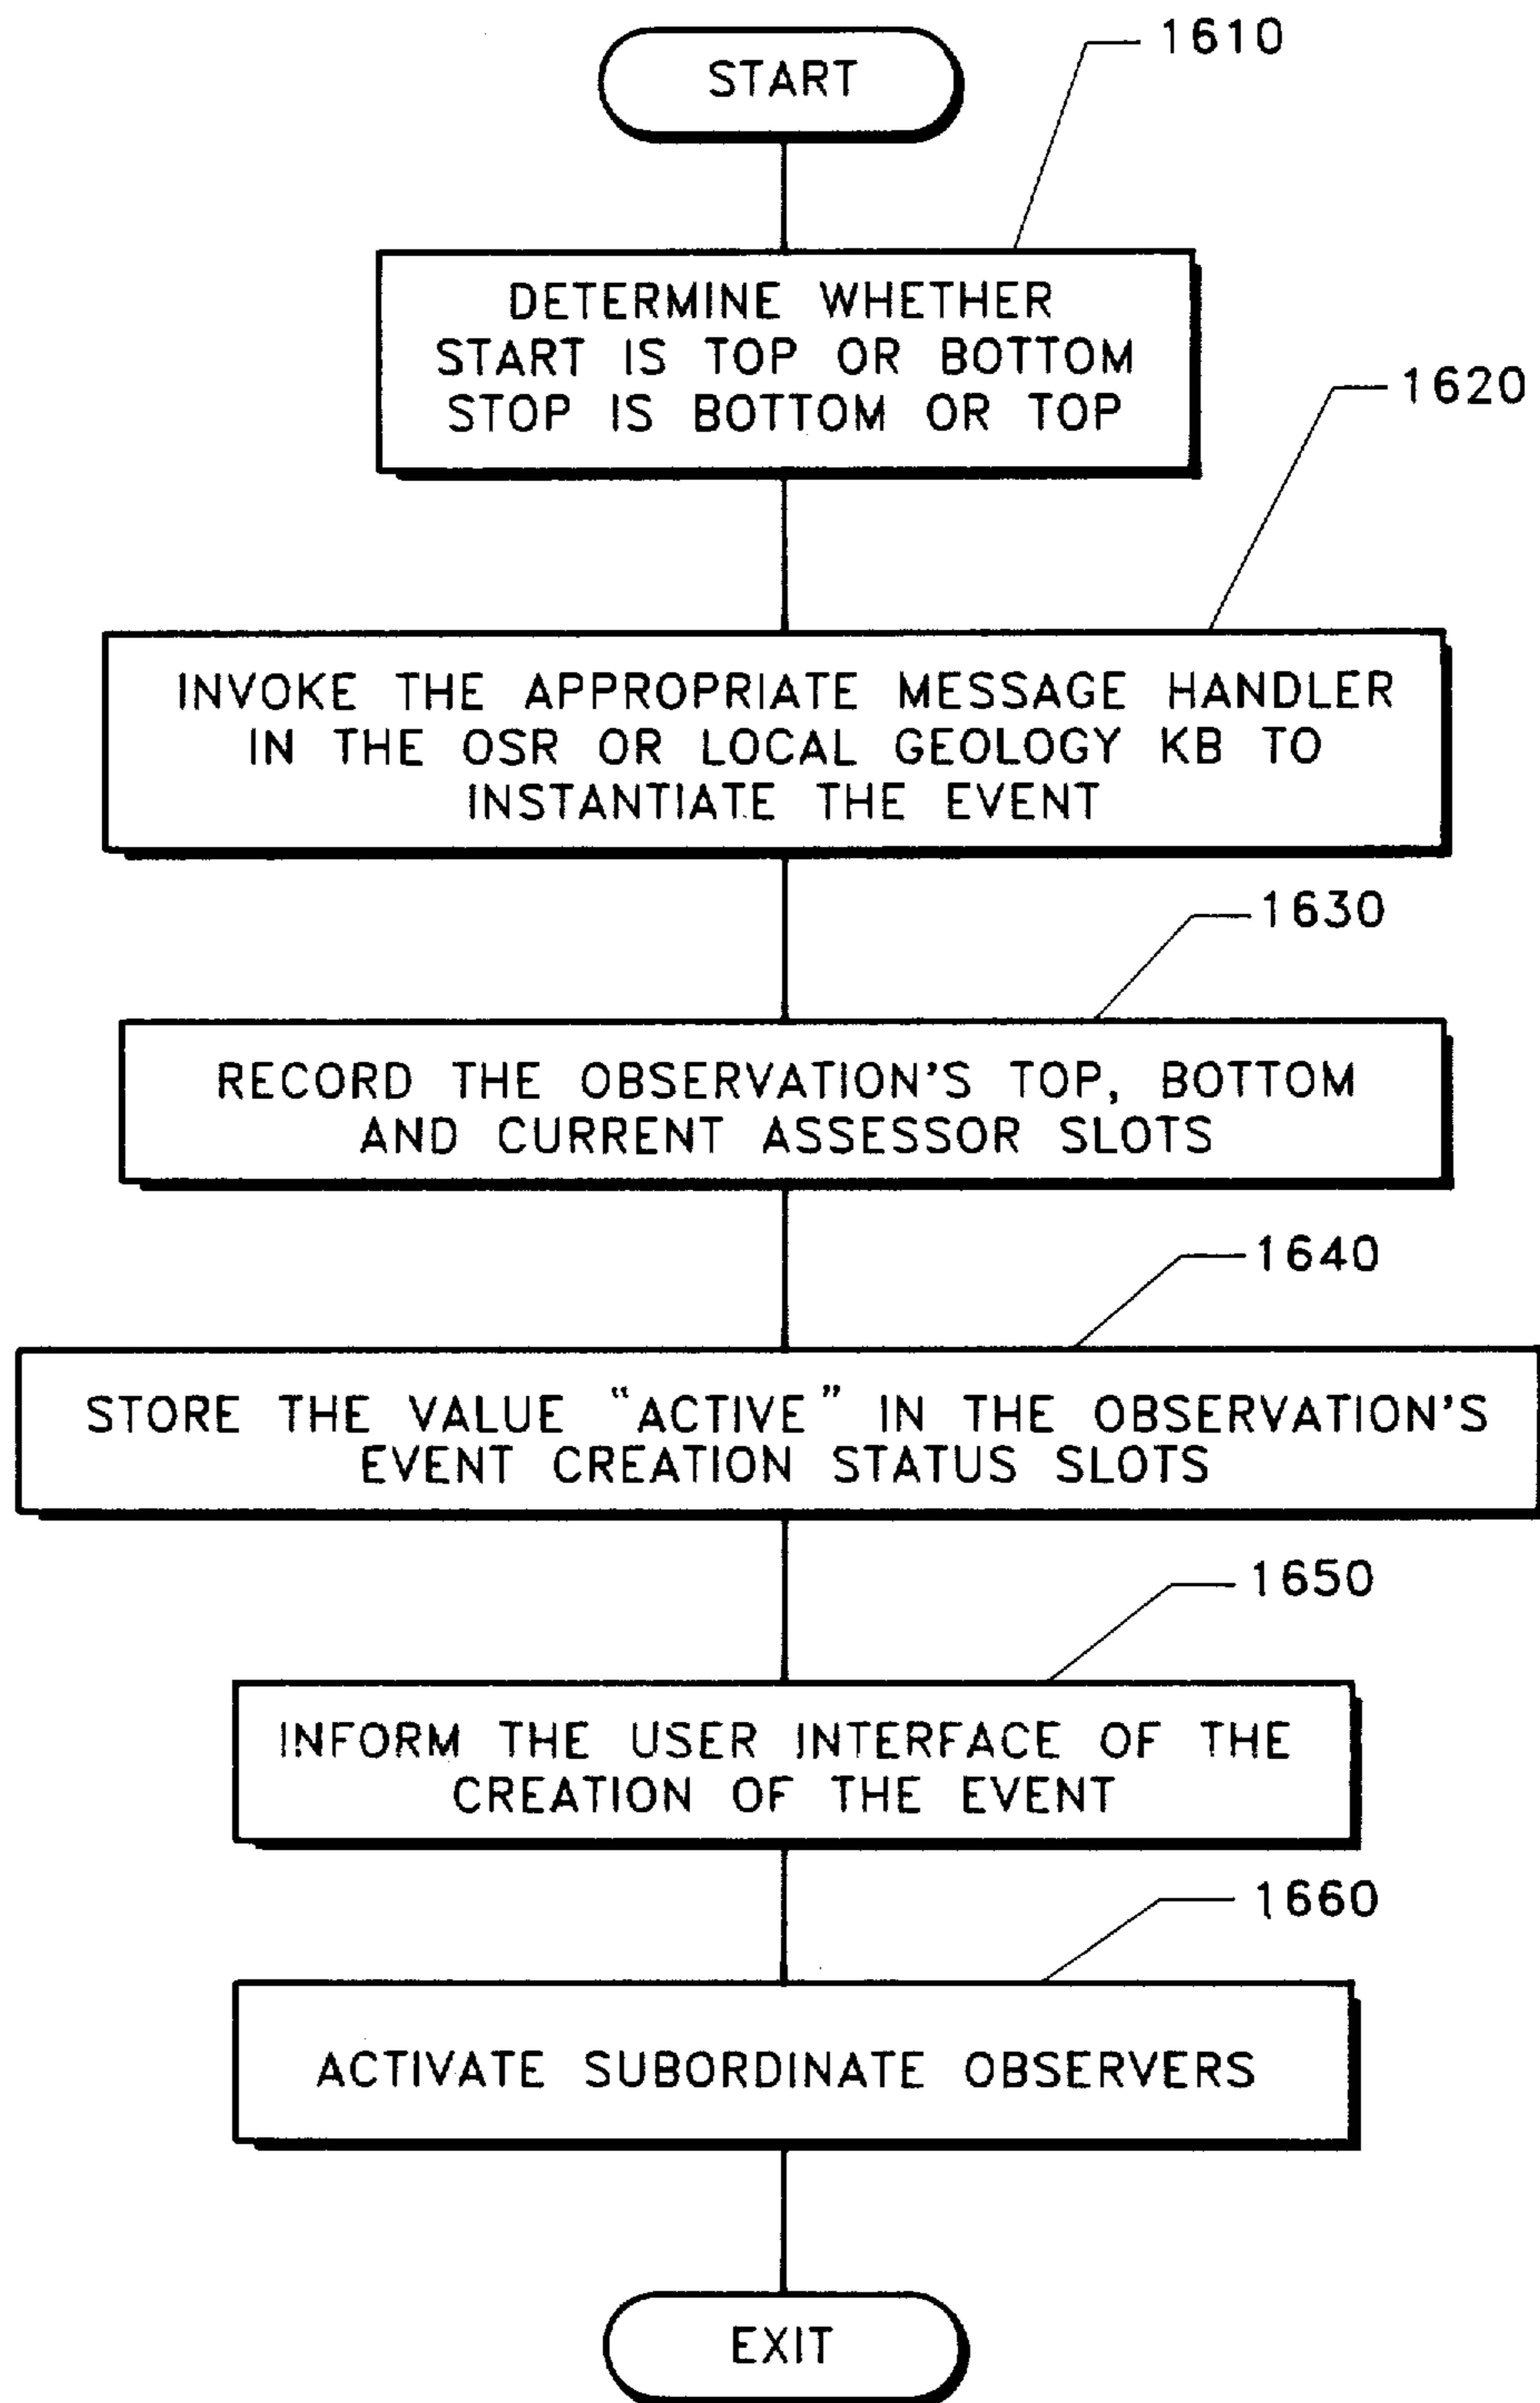 START
1610
DETERMINE WHETHER
START IS TOP OR BOTTOM
STOP IS BOTTOM OR TOP
1620
INVOKE THE APPROPRIATE MESSAGE HANDLER
IN THE OSR OR LOCAL GEOLOGY KB TO
INSTANTIATE THE EVENT
1630
RECORD THE OBSERVATION'S TOP, BOTTOM
AND CURRENT ASSESSOR SLOTS
1640
STORE THE VALUE "ACTIVE" IN THE OBSERVATION'S
EVENT CREATION STATUS SLOTS
1650
INFORM THE USER INTERFACE OF THE
CREATION OF THE EVENT
1660
ACTIVATE SUBORDINATE OBSERVERS
EXIT